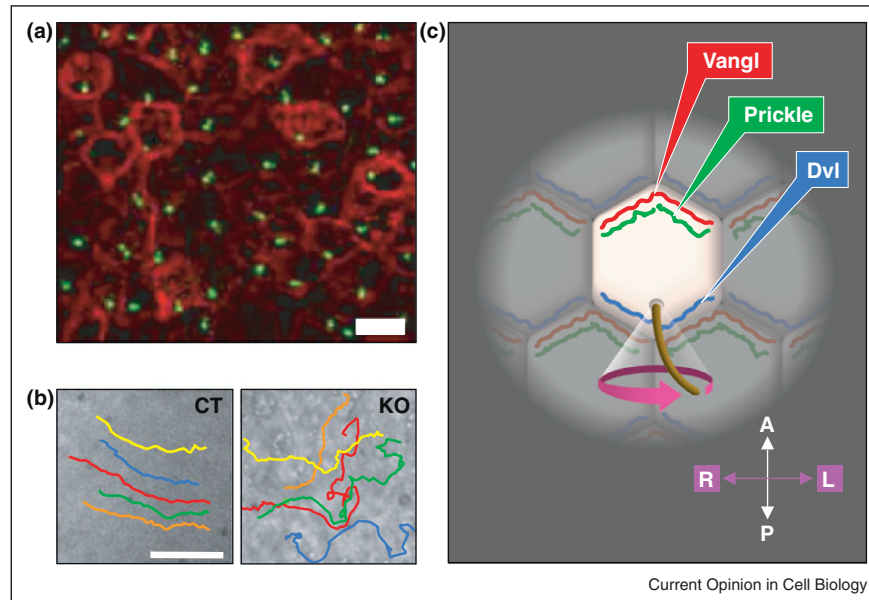 (a)
(b)
CT
KO
(c)
Vangl
Prickle
Dvl
A
R
L
P
Current Opinion in Cell Biology